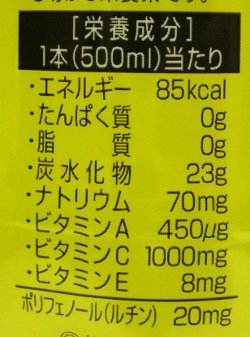 [栄養成分]
1本(500ml)当たり
・エネルギー 85kcal
・たんぱく質 0g
・脂質 0g
・炭水化物 23g
・ナトリウム 70mg
・ビタミンA 450μg
・ビタミンC 1000mg
・ビタミンE 8mg
ポリフェノール(ルチン) 20mg